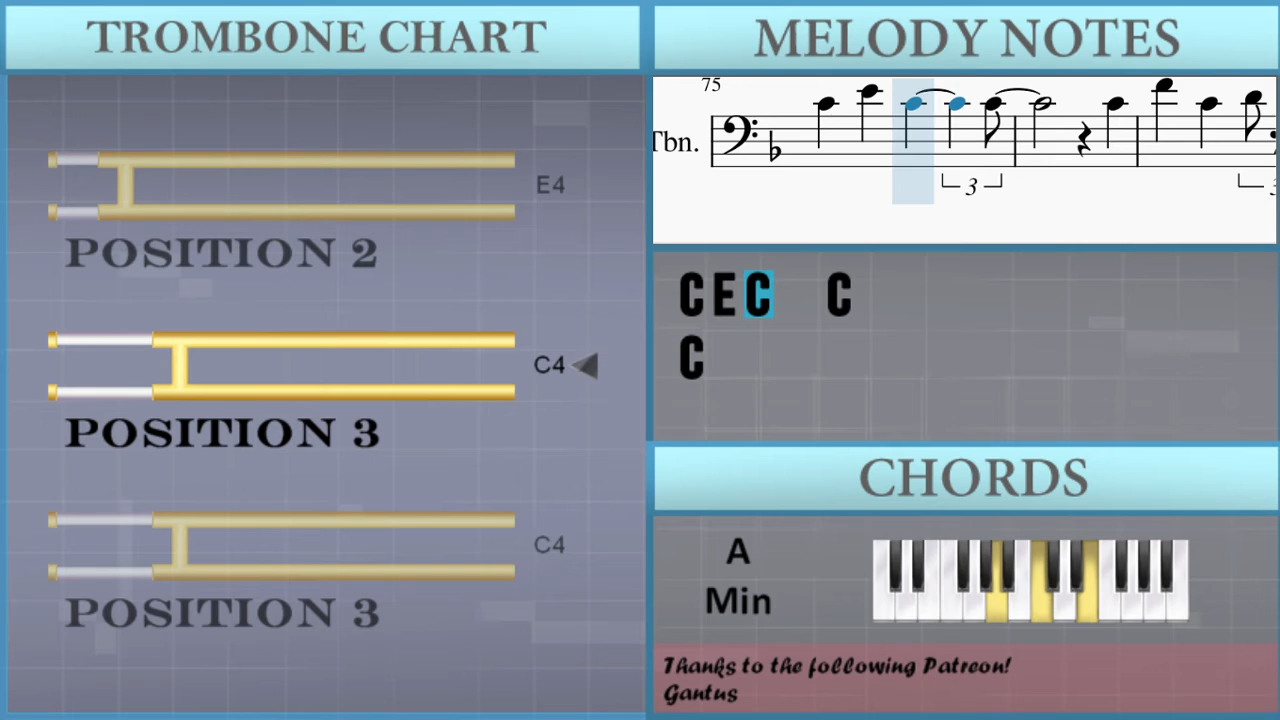 TROMBONE CHART
E4
POSITION 2
C4
POSITION 3
C4
POSITION 3
MELODY NOTES
75
Tbn.
3
C E C C
C
CHORDS
A
Min
Thanks to the following Patreon!
Gantus